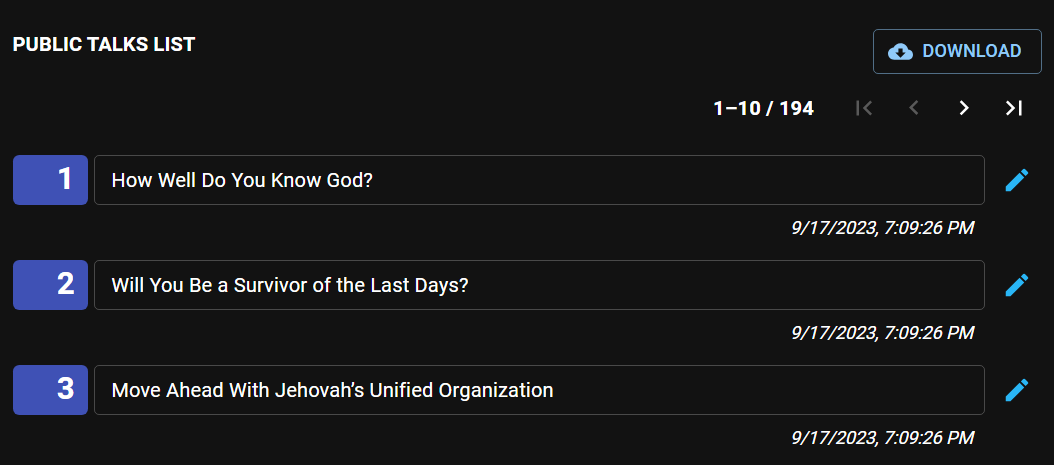 PUBLIC TALKS LIST
DOWNLOAD
1–10 / 194
1 How Well Do You Know God?
9/17/2023, 7:09:26 PM
2 Will You Be a Survivor of the Last Days?
9/17/2023, 7:09:26 PM
3 Move Ahead With Jehovah’s Unified Organization
9/17/2023, 7:09:26 PM